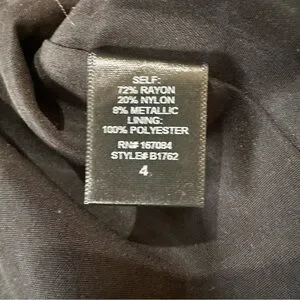 SELF:
72% RAYON
20% NYLON
8% METALLIC
LINING:
100% POLYESTER
RN# 167084
STYLE# B1762
4